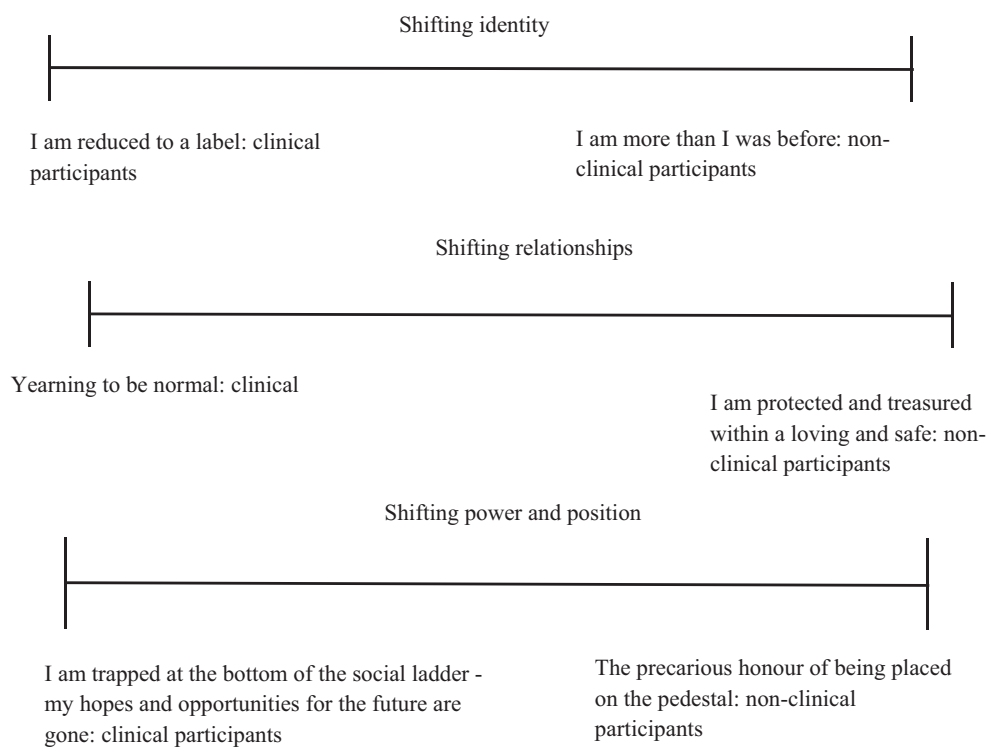 Shifting identity
I am reduced to a label: clinical
participants
I am more than I was before: non-
clinical participants
Shifting relationships
Yearning to be normal: clinical
I am protected and treasured
within a loving and safe: non-
clinical participants
Shifting power and position
I am trapped at the bottom of the social ladder -
my hopes and opportunities for the future are
gone: clinical participants
The precarious honour of being placed
on the pedestal: non-clinical
participants